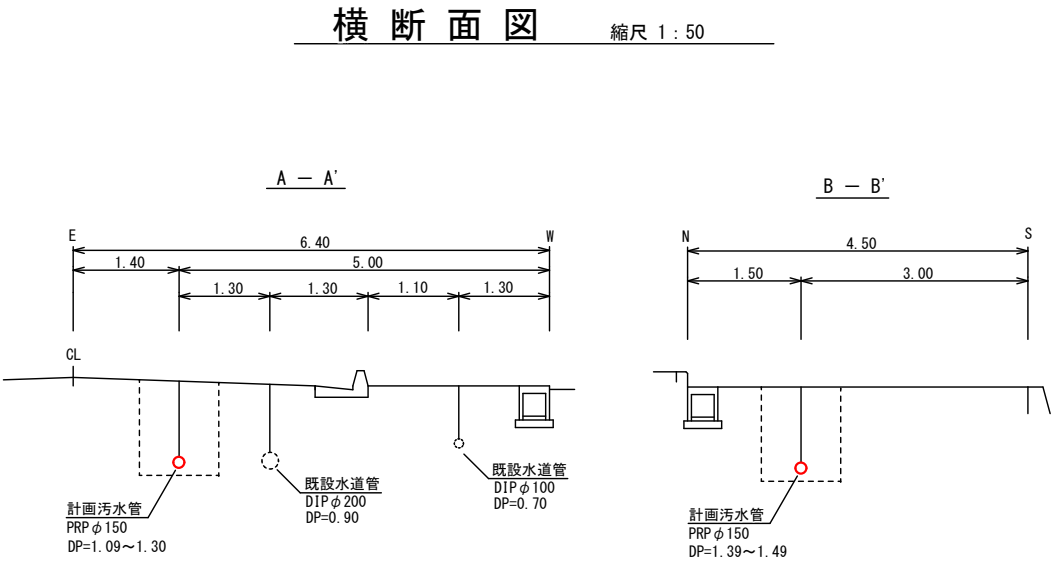 横断面図 縮尺 1:50
A － A'
B － B'
E
W
6.40
1.40
5.00
1.30
1.30
1.10
1.30
CL
計画汚水管
PRPφ150
DP=1.09～1.30
既設水道管
DIPφ200
DP=0.90
既設水道管
DIPφ100
DP=0.70
N
S
4.50
1.50
3.00
計画汚水管
PRPφ150
DP=1.39～1.49